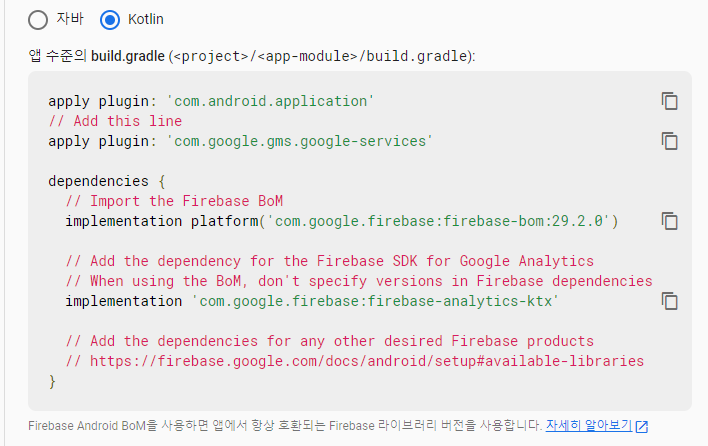 자바 Kotlin
앱 수준의 build.gradle (<project>/<app-module>/build.gradle):
apply plugin: 'com.android.application'
// Add this line
apply plugin: 'com.google.gms.google-services'
dependencies {
// Import the Firebase BoM
implementation platform('com.google.firebase:firebase-bom:29.2.0')
// Add the dependency for the Firebase SDK for Google Analytics
// When using the BoM, don't specify versions in Firebase dependencies
implementation 'com.google.firebase:firebase-analytics-ktx'
// Add the dependencies for any other desired Firebase products
// https://firebase.google.com/docs/android/setup#available-libraries
}
Firebase Android BoM을 사용하면 앱에서 항상 호환되는 Firebase 라이브러리 버전을 사용합니다. 자세히 알아보기